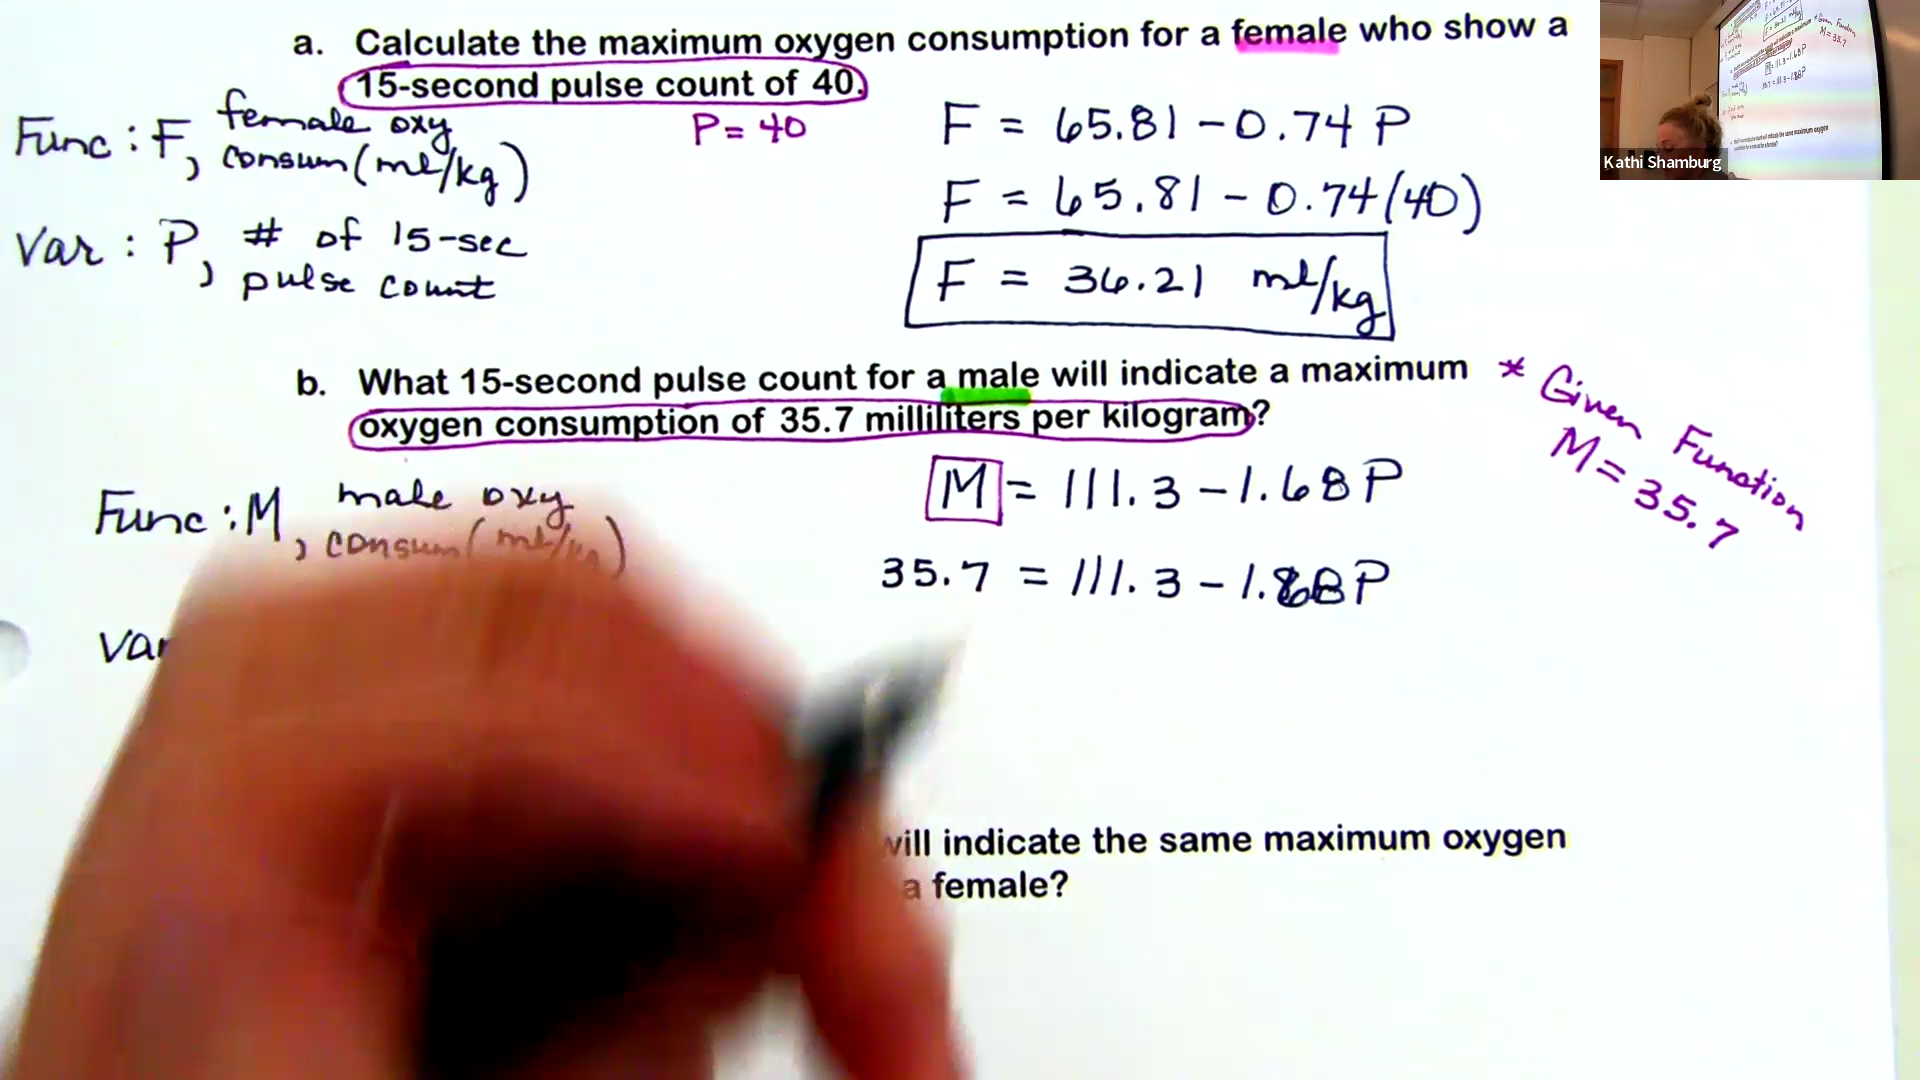 a. Calculate the maximum oxygen consumption for a female who show a
15-second pulse count of 40.
P = 40
Func : F, female oxy
consum (ml/kg)
Var : P, # of 15-sec
pulse count
F = 65.81 - 0.74 P
F = 65.81 - 0.74 (40)
F = 36.21 ml/kg
b. What 15-second pulse count for a male will indicate a maximum
oxygen consumption of 35.7 milliliters per kilogram?
* Given Function
M = 35.7
Func : M, male oxy
consum (ml/kg)
Var
M = 111.3 - 1.68 P
35.7 = 111.3 - 1.68 P
will indicate the same maximum oxygen
a female?
Kathi Shamburg